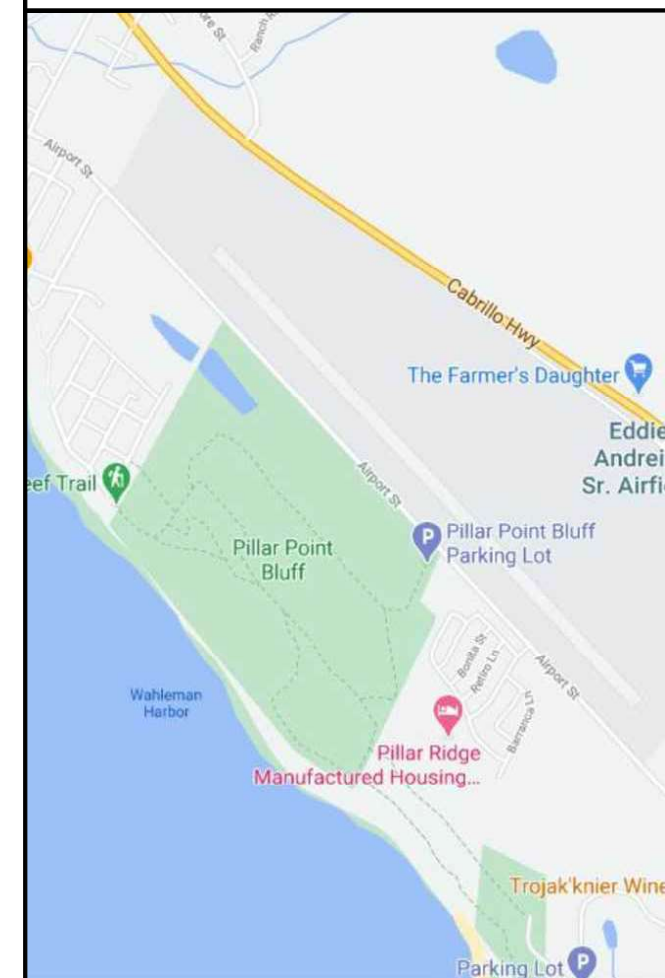 Airport St
Cabrillo Hwy
The Farmer's Daughter
Eddie
Andrei
Sr. Airfi
eef Trail
Airport St
P
Pillar Point Bluff
Parking Lot
Pillar Point
Bluff
Bonita St
Retiro Ln
Airport St
Barranca Ln
Wahleman
Harbor
Pillar Ridge
Manufactured Housing...
Trojak'knier Wine
Parking Lot
P